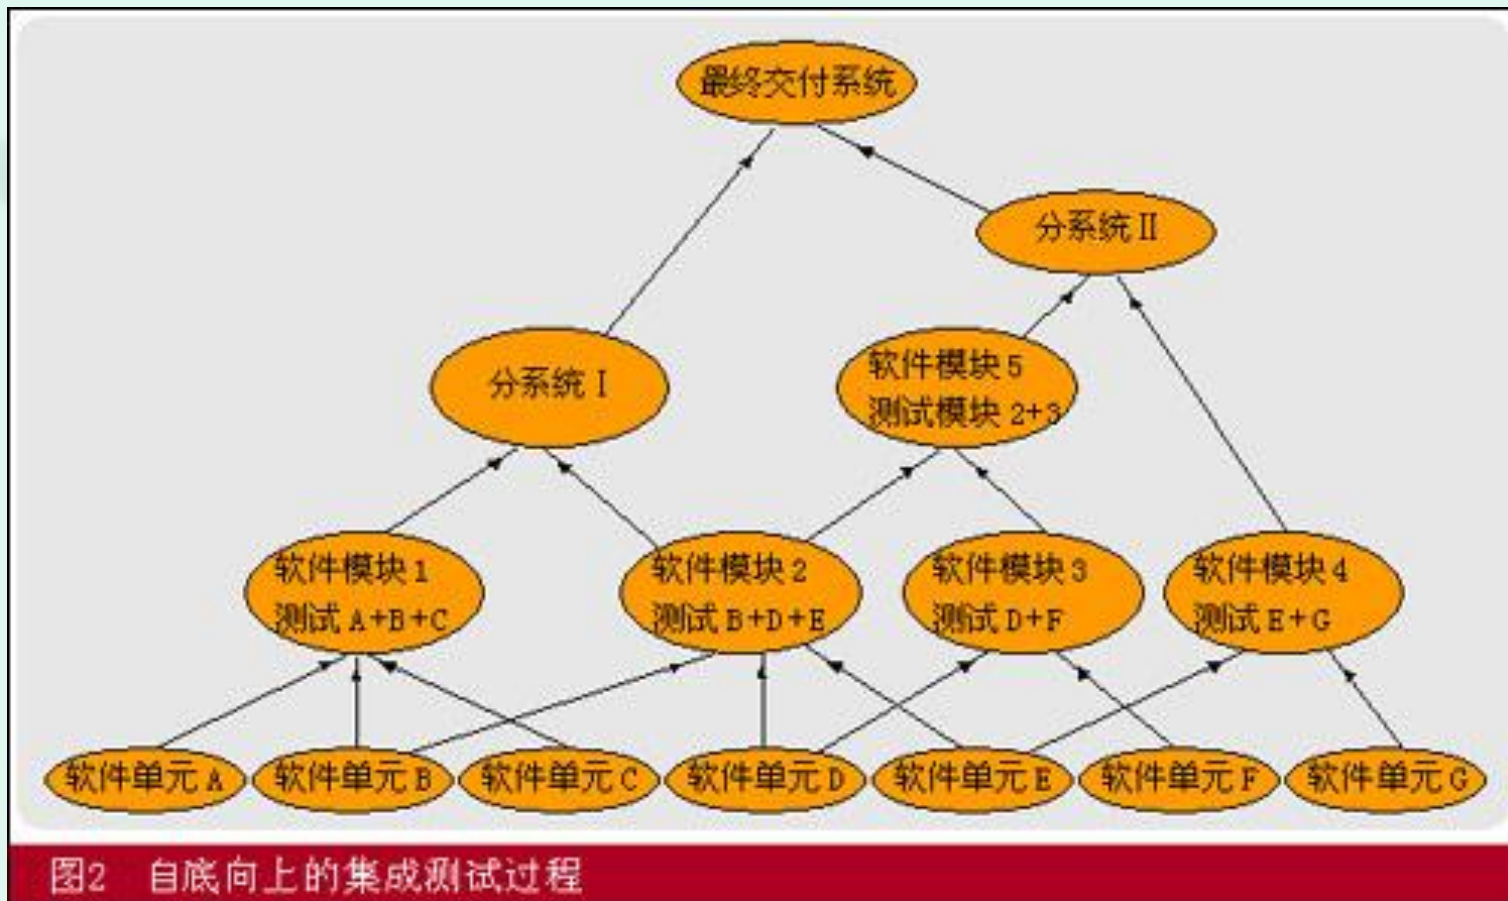 最终交付系统
分系统Ⅱ
分系统Ⅰ
软件模块5
测试模块2+3
软件模块1
测试A+B+C
软件模块2
测试B+D+E
软件模块3
测试D+F
软件模块4
测试E+G
软件单元A
软件单元B
软件单元C
软件单元D
软件单元E
软件单元F
软件单元G
图2 自底向上的集成测试过程